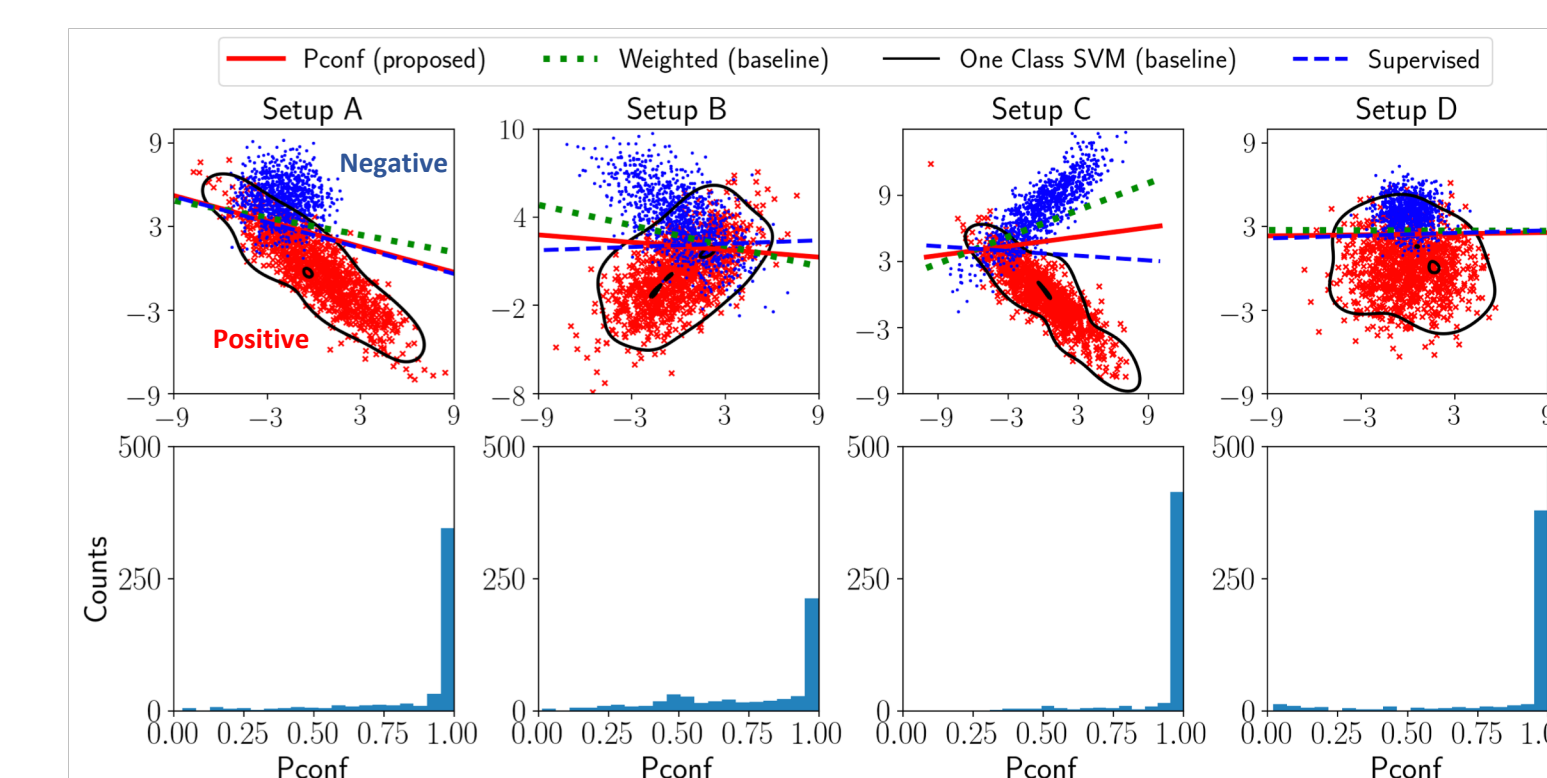 Pconf (proposed) Weighted (baseline) One Class SVM (baseline) Supervised
Setup A Setup B Setup C Setup D
9 10 9 9
Negative
3 4 3 3
−3 −2 −3 −3
Positive
−9 −8 −9 −9
−9 −3 3 9 −9 −3 3 9 −9 −3 3 9 −9 −3 3
500 500 500 500
Counts
250 250 250 250
0 0 0 0
0.00 0.25 0.50 0.75 1.00 0.00 0.25 0.50 0.75 1.00 0.00 0.25 0.50 0.75 1.00 0.00 0.25 0.50 0.75
Pconf Pconf Pconf Pconf